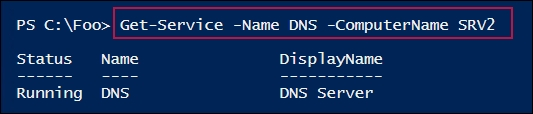 PS C:\Foo> Get-Service -Name DNS -ComputerName SRV2
Status   Name               DisplayName
------   ----               -----------
Running  DNS                DNS Server